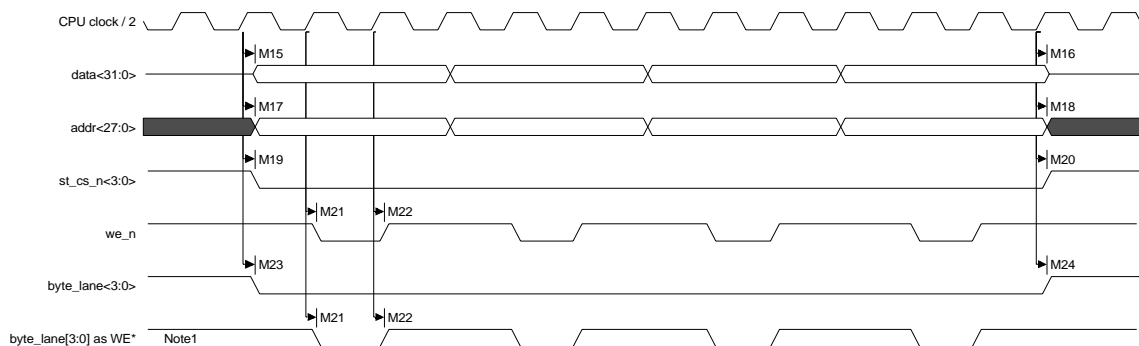 CPU clock / 2
M15 M16
data<31:0>
M17 M18
addr<27:0>
M19 M20
st_cs_n<3:0>
M21 M22
we_n
M23 M24
byte_lane<3:0>
M21 M22
byte_lane[3:0] as WE* Note1